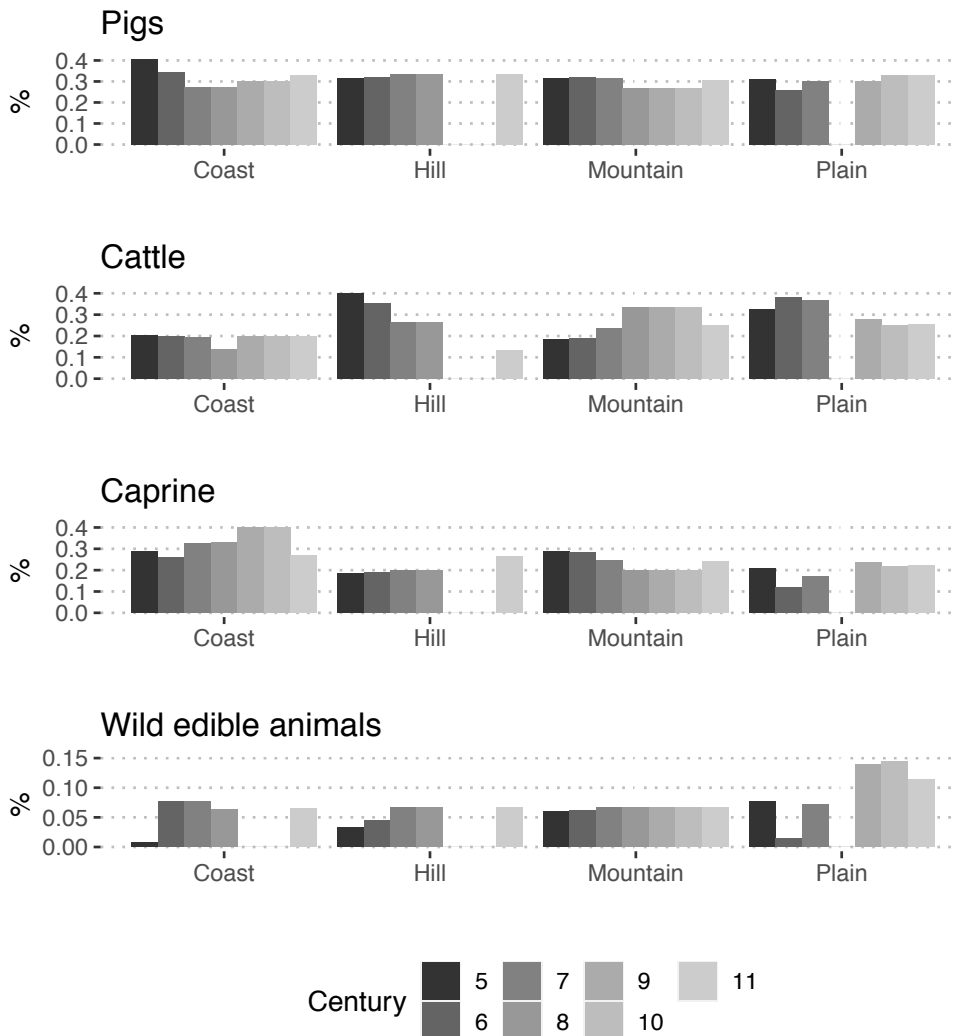 Pigs
0.4
0.3
0.2
0.1
0.0
%
Coast Hill Mountain Plain
Cattle
0.4
0.3
0.2
0.1
0.0
%
Coast Hill Mountain Plain
Caprine
0.4
0.3
0.2
0.1
0.0
%
Coast Hill Mountain Plain
Wild edible animals
0.15
0.10
0.05
0.00
%
Coast Hill Mountain Plain
Century
5 7 9 11
6 8 10